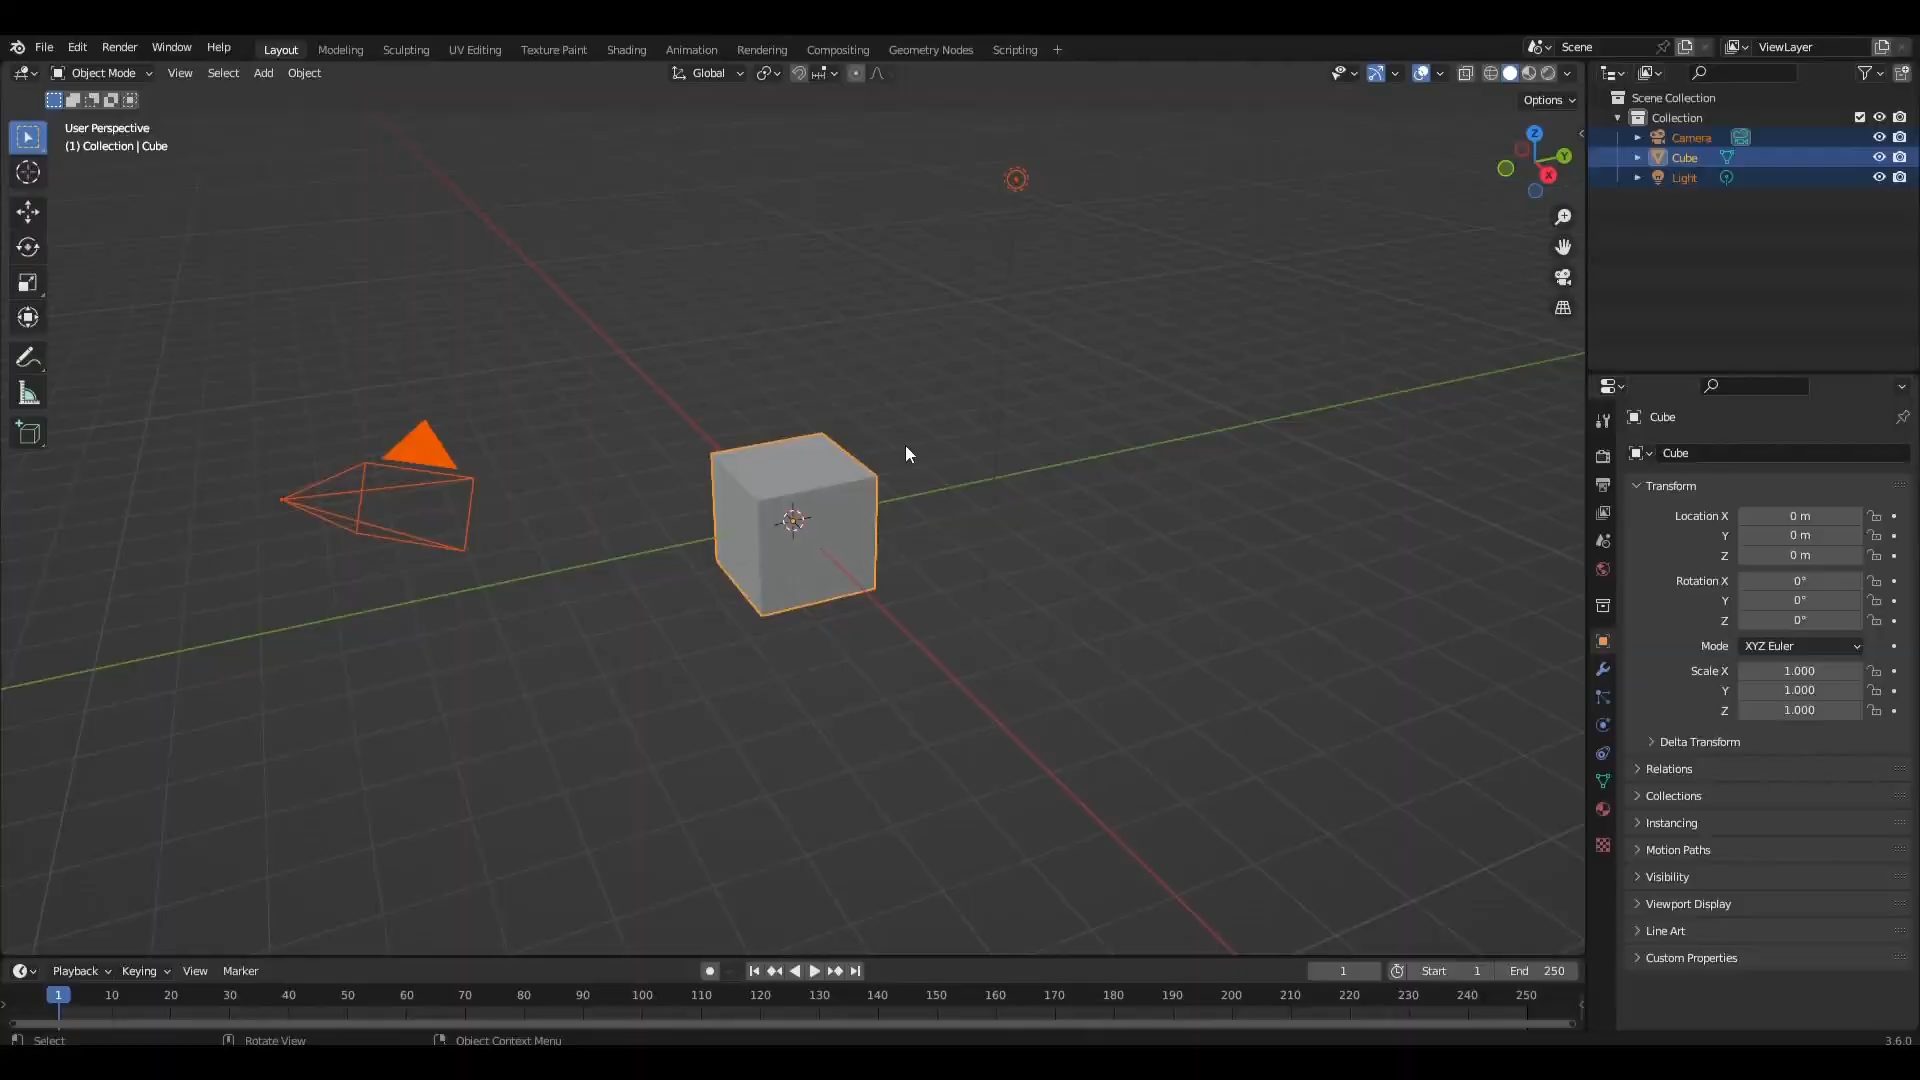 File Edit Render Window Help Layout Modeling Sculpting UV Editing Texture Paint Shading Animation Rendering Compositing Geometry Nodes Scripting + Scene ViewLayer
Object Mode View Select Add Object Global
Options
User Perspective
(1) Collection | Cube
Z
Y
X
Scene Collection
Collection
Camera
Cube
Light
Cube
Cube
Transform
Location X 0 m
Y 0 m
Z 0 m
Rotation X 0°
Y 0°
Z 0°
Mode XYZ Euler
Scale X 1.000
Y 1.000
Z 1.000
Delta Transform
Relations
Collections
Instancing
Motion Paths
Visibility
Viewport Display
Line Art
Custom Properties
Playback Keying View Marker 1 Start 1 End 250
1 10 20 30 40 50 60 70 80 90 100 110 120 130 140 150 160 170 180 190 200 210 220 230 240 250
Select Rotate View Object Context Menu 3.6.0